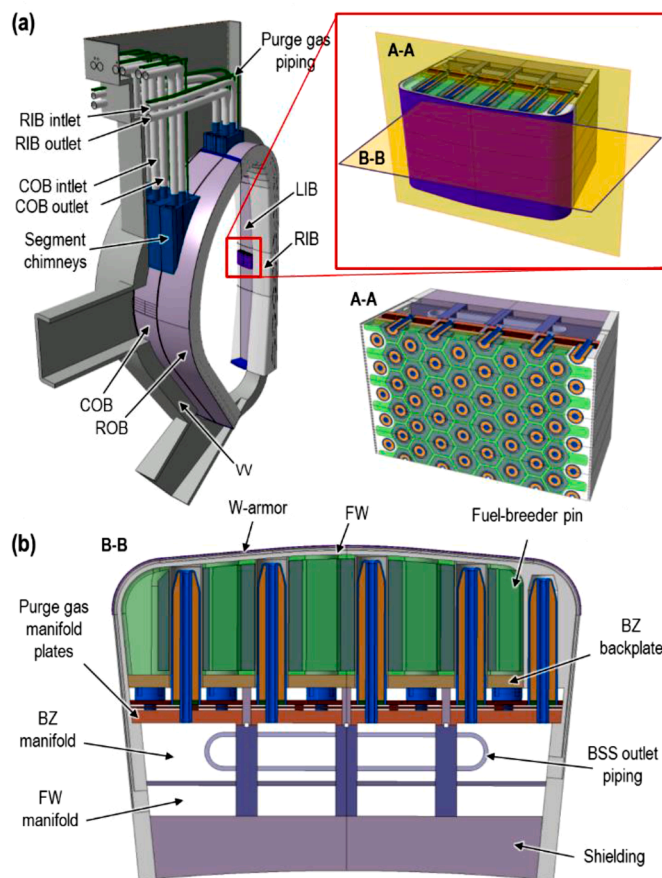 (a)
Purge gas
piping
RIB intlet
RIB outlet
COB inlet
COB outlet
Segment
chimneys
LIB
RIB
COB
ROB
VV
A-A
B-B
A-A
(b)
B-B
W-armor
FW
Fuel-breeder pin
Purge gas
manifold
plates
BZ
backplate
BZ
manifold
BSS outlet
piping
FW
manifold
Shielding